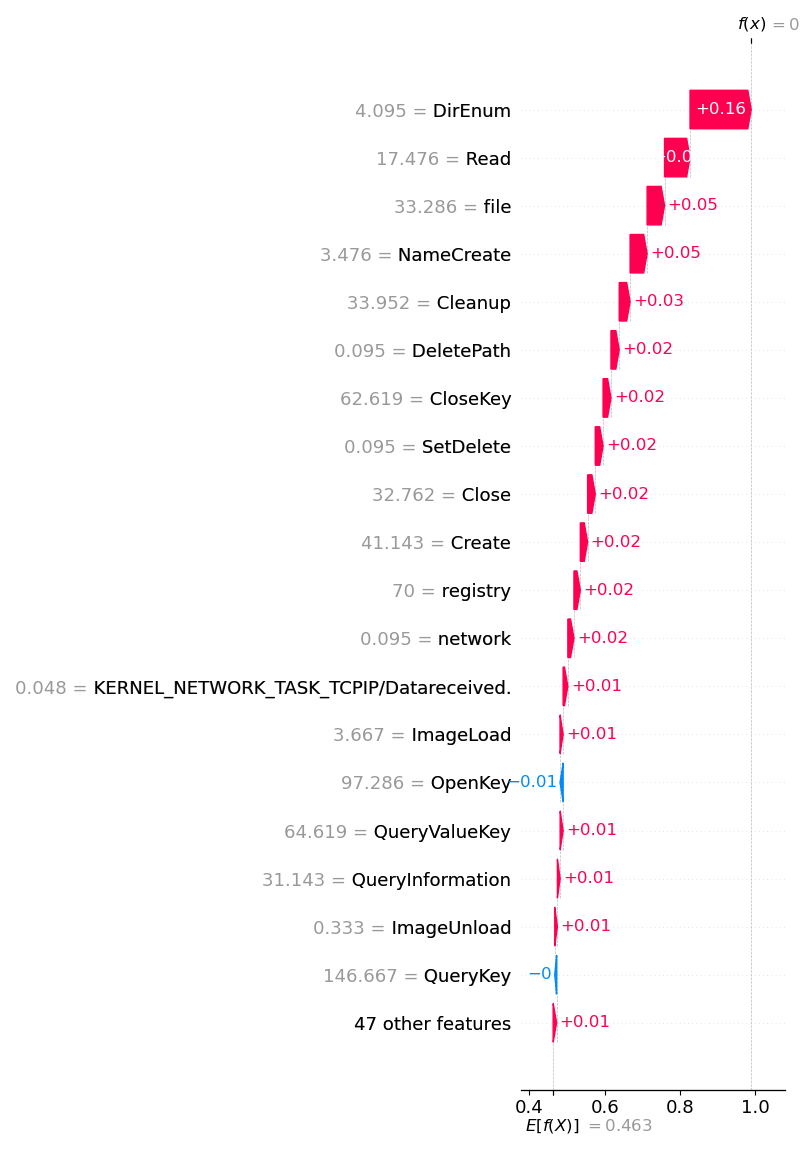 f(x) = 0
4.095 = DirEnum +0.16
17.476 = Read
33.286 = file +0.05
3.476 = NameCreate +0.05
33.952 = Cleanup +0.03
0.095 = DeletePath +0.02
62.619 = CloseKey +0.02
0.095 = SetDelete +0.02
32.762 = Close +0.02
41.143 = Create +0.02
70 = registry +0.02
0.095 = network +0.02
0.048 = KERNEL_NETWORK_TASK_TCPIP/Datareceived. +0.01
3.667 = ImageLoad +0.01
97.286 = OpenKey −0.01
64.619 = QueryValueKey +0.01
31.143 = QueryInformation +0.01
0.333 = ImageUnload +0.01
146.667 = QueryKey −0
47 other features +0.01
0.4 0.6 0.8 1.0
E[f(X)] = 0.463